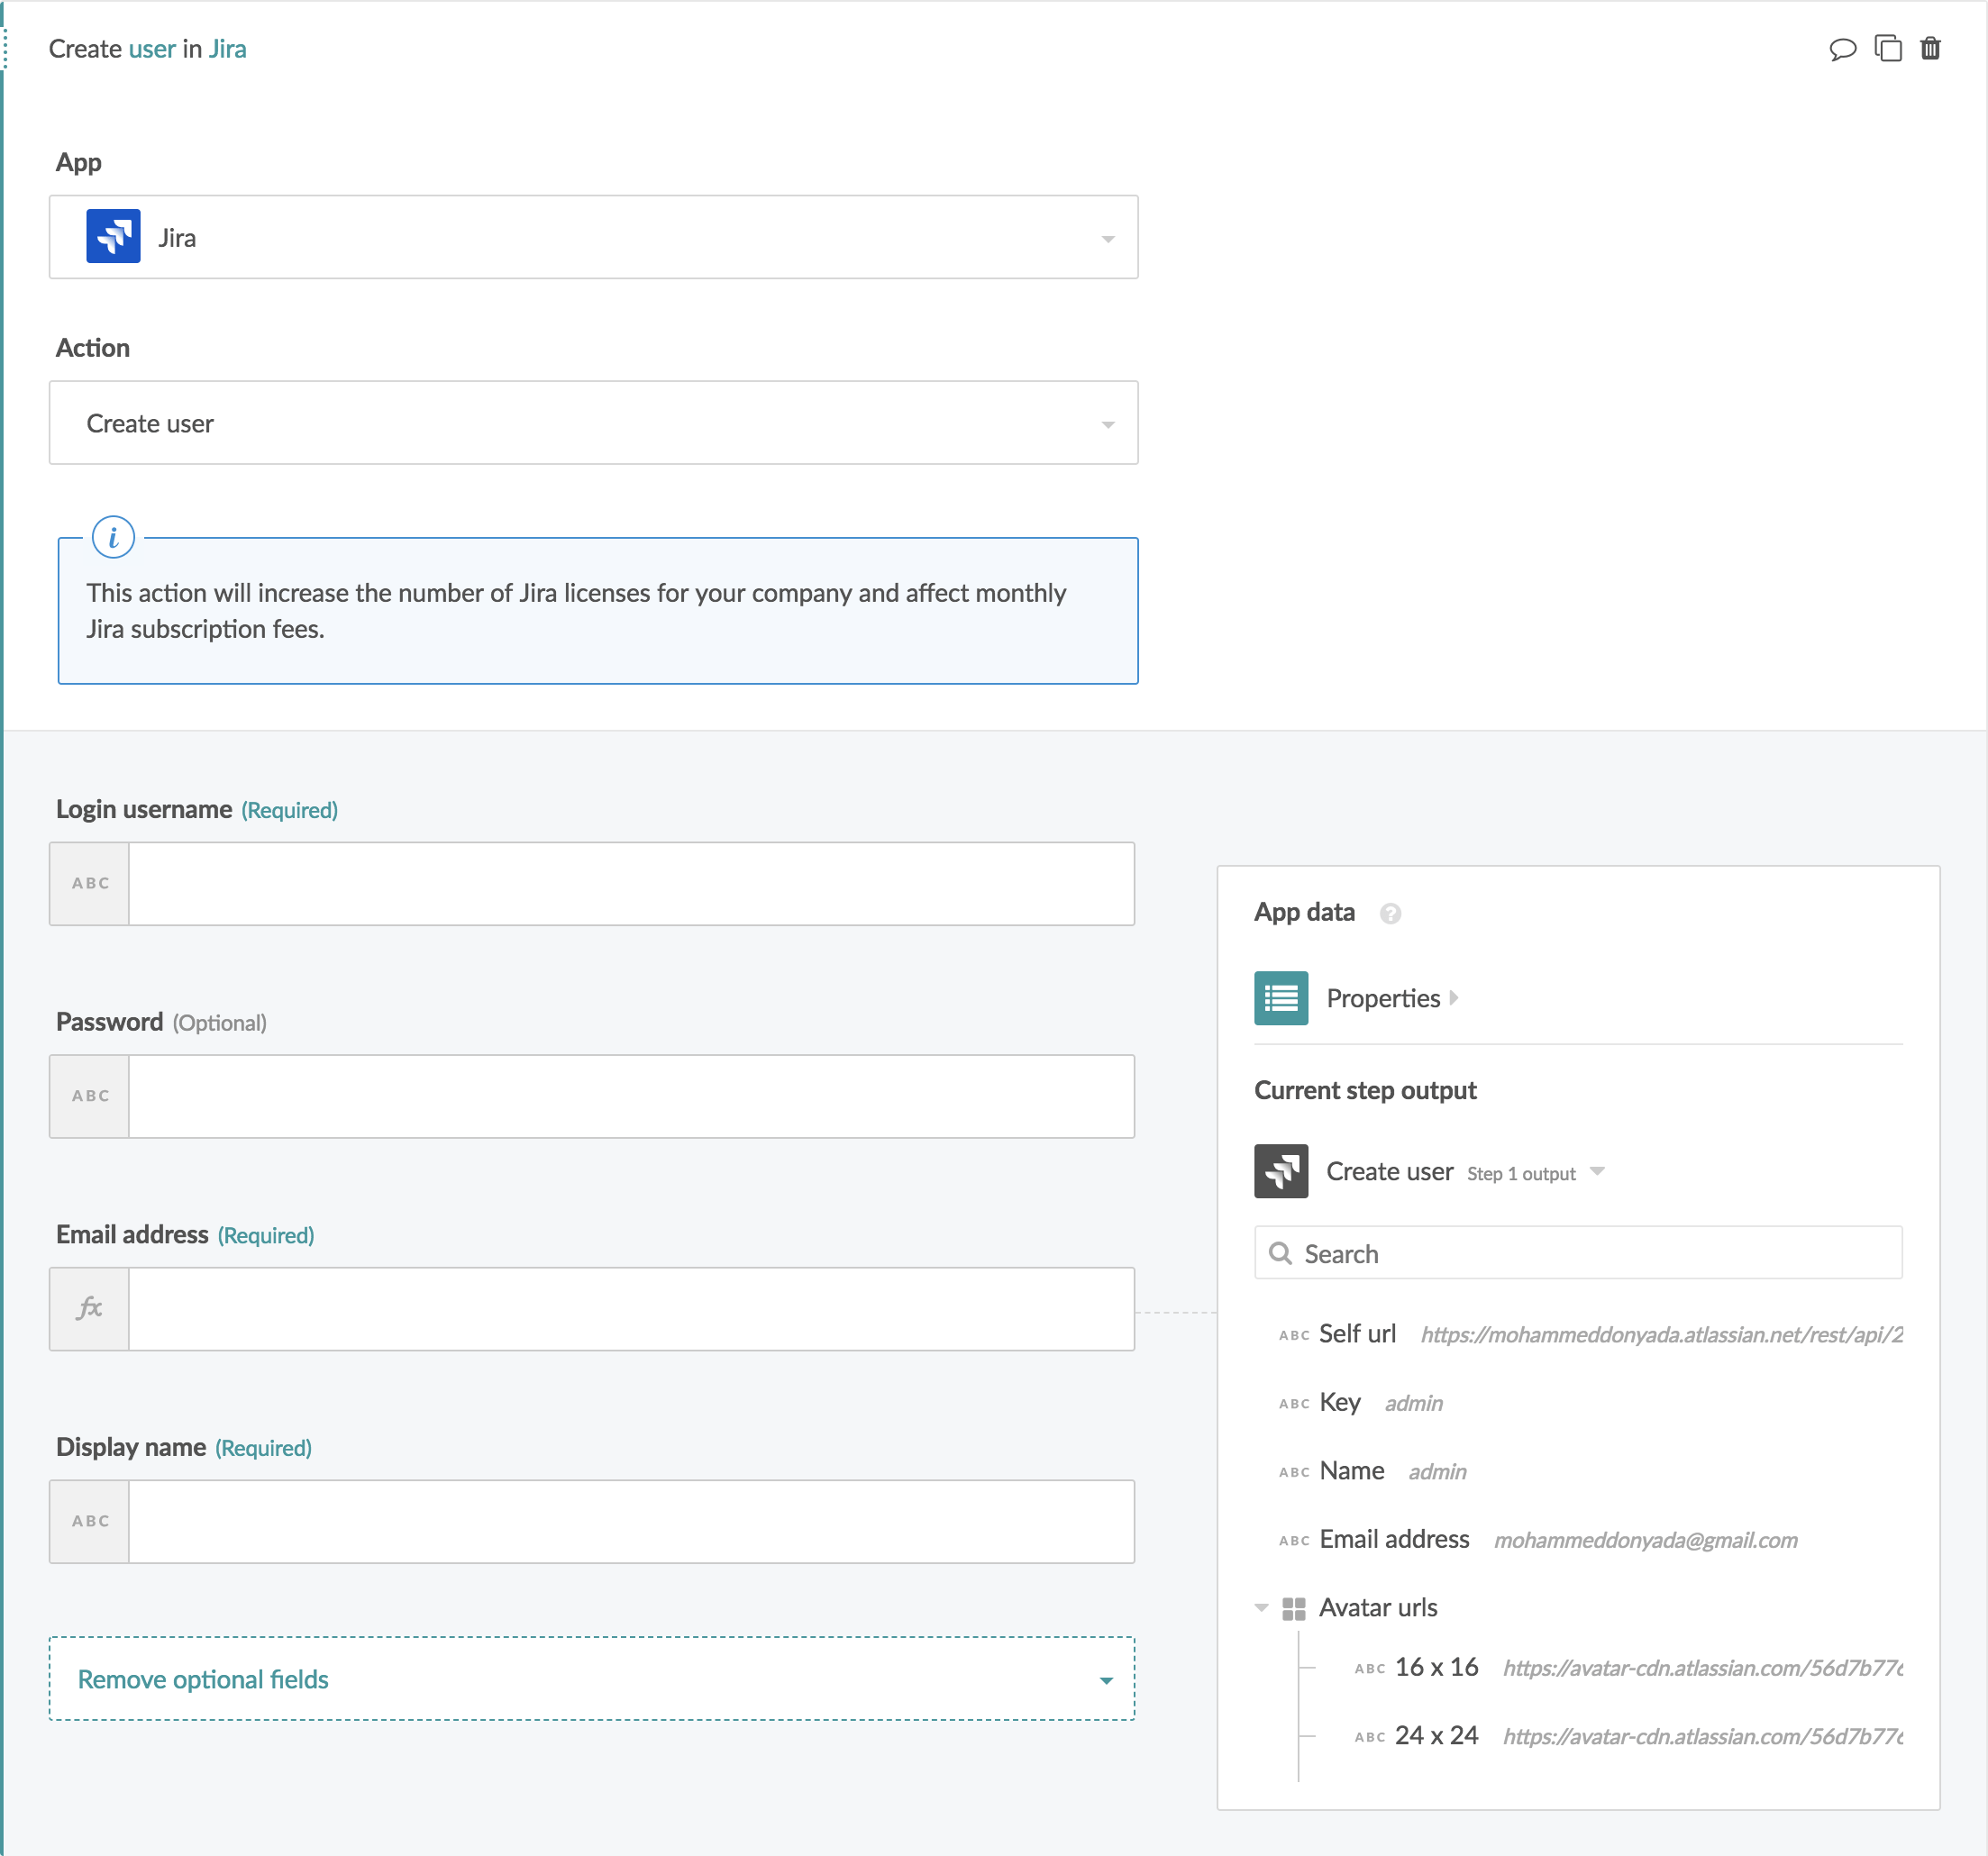 Create user in Jira
App
Jira
Action
Create user
i
This action will increase the number of Jira licenses for your company and affect monthly
Jira subscription fees.
Login username (Required)
ABC
Password (Optional)
ABC
Email address (Required)
fx
Display name (Required)
ABC
Remove optional fields
App data ?
Properties
Current step output
Create user Step 1 output
Search
ABC Self url https://mohammeddonyada.atlassian.net/rest/api/2
ABC Key admin
ABC Name admin
ABC Email address mohammeddonyada@gmail.com
Avatar urls
ABC 16 x 16 https://avatar-cdn.atlassian.com/56d7b776
ABC 24 x 24 https://avatar-cdn.atlassian.com/56d7b776